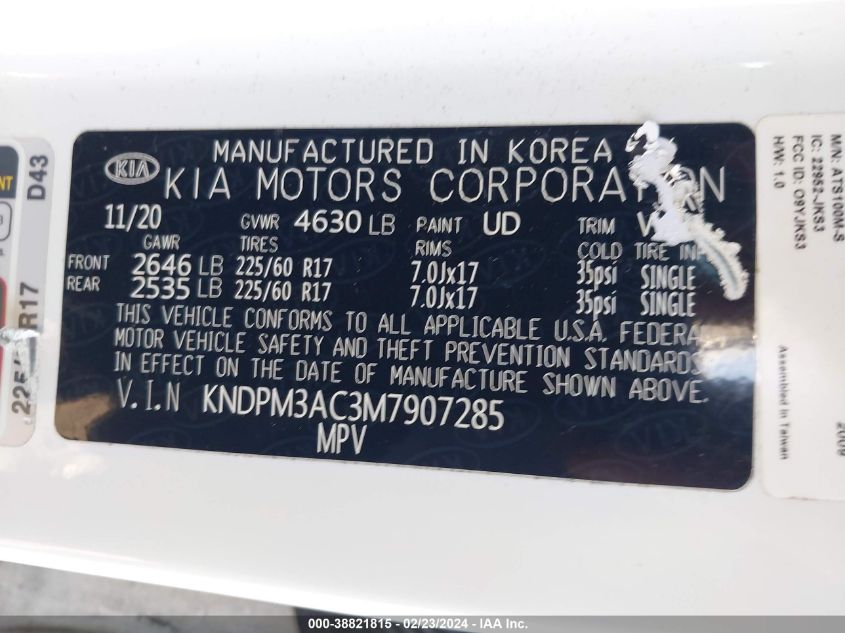 KIA
MANUFACTURED IN KOREA
KIA MOTORS CORPORATION
11/20 GVWR 4630 LB PAINT UD TRIM
GAWR TIRES RIMS COLD TIRE
FRONT 2646 LB 225/60 R17 7.0Jx17 35psi SINGLE
REAR 2535 LB 225/60 R17 7.0Jx17 35psi SINGLE
THIS VEHICLE CONFORMS TO ALL APPLICABLE U.S.A. FEDERA
MOTOR VEHICLE SAFETY AND THEFT PREVENTION STANDARDS
IN EFFECT ON THE DATE OF MANUFACTURE SHOWN ABOVE.
V.I.N KNDPM3AC3M7907285
MPV
D43
R17
M/N: ATS100M-S
IC: 22952-JKS3
FCC ID: O9YJKS3
H/W: 1.0
Assembled in Taiwan
000-38821815 - 02/23/2024 - IAA Inc.